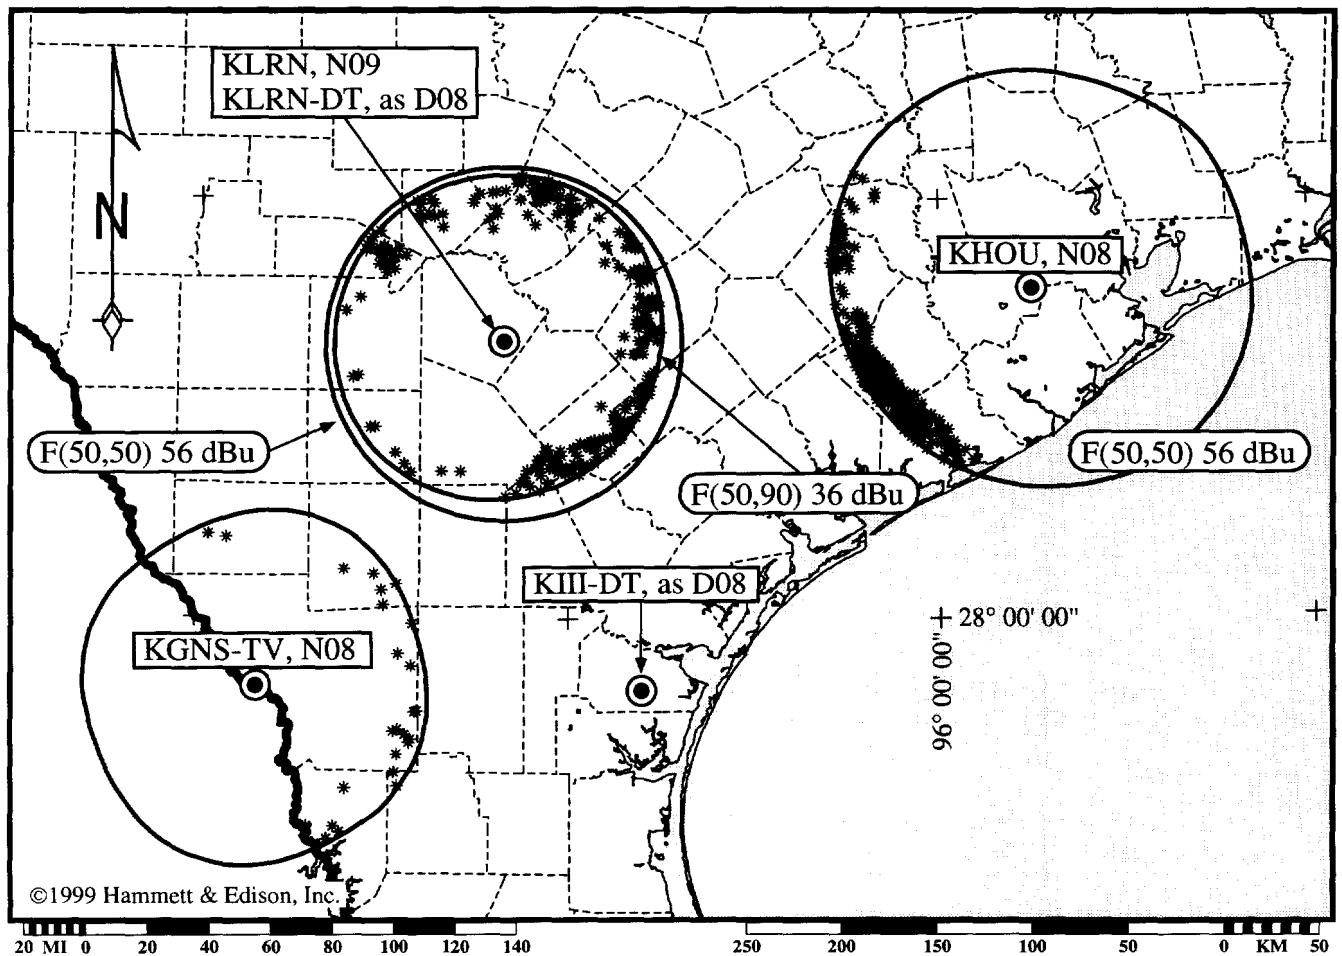 KLRN, N09
KLRN-DT, as D08
N
KHOU, N08
F(50,50) 56 dBu
F(50,50) 56 dBu
F(50,90) 36 dBu
KIII-DT, as D08
28° 00' 00"
96° 00' 00"
KGNS-TV, N08
©1999 Hammett & Edison, Inc.
20 MI 0 20 40 60 80 100 120 140 250 200 150 100 50 0 KM 50